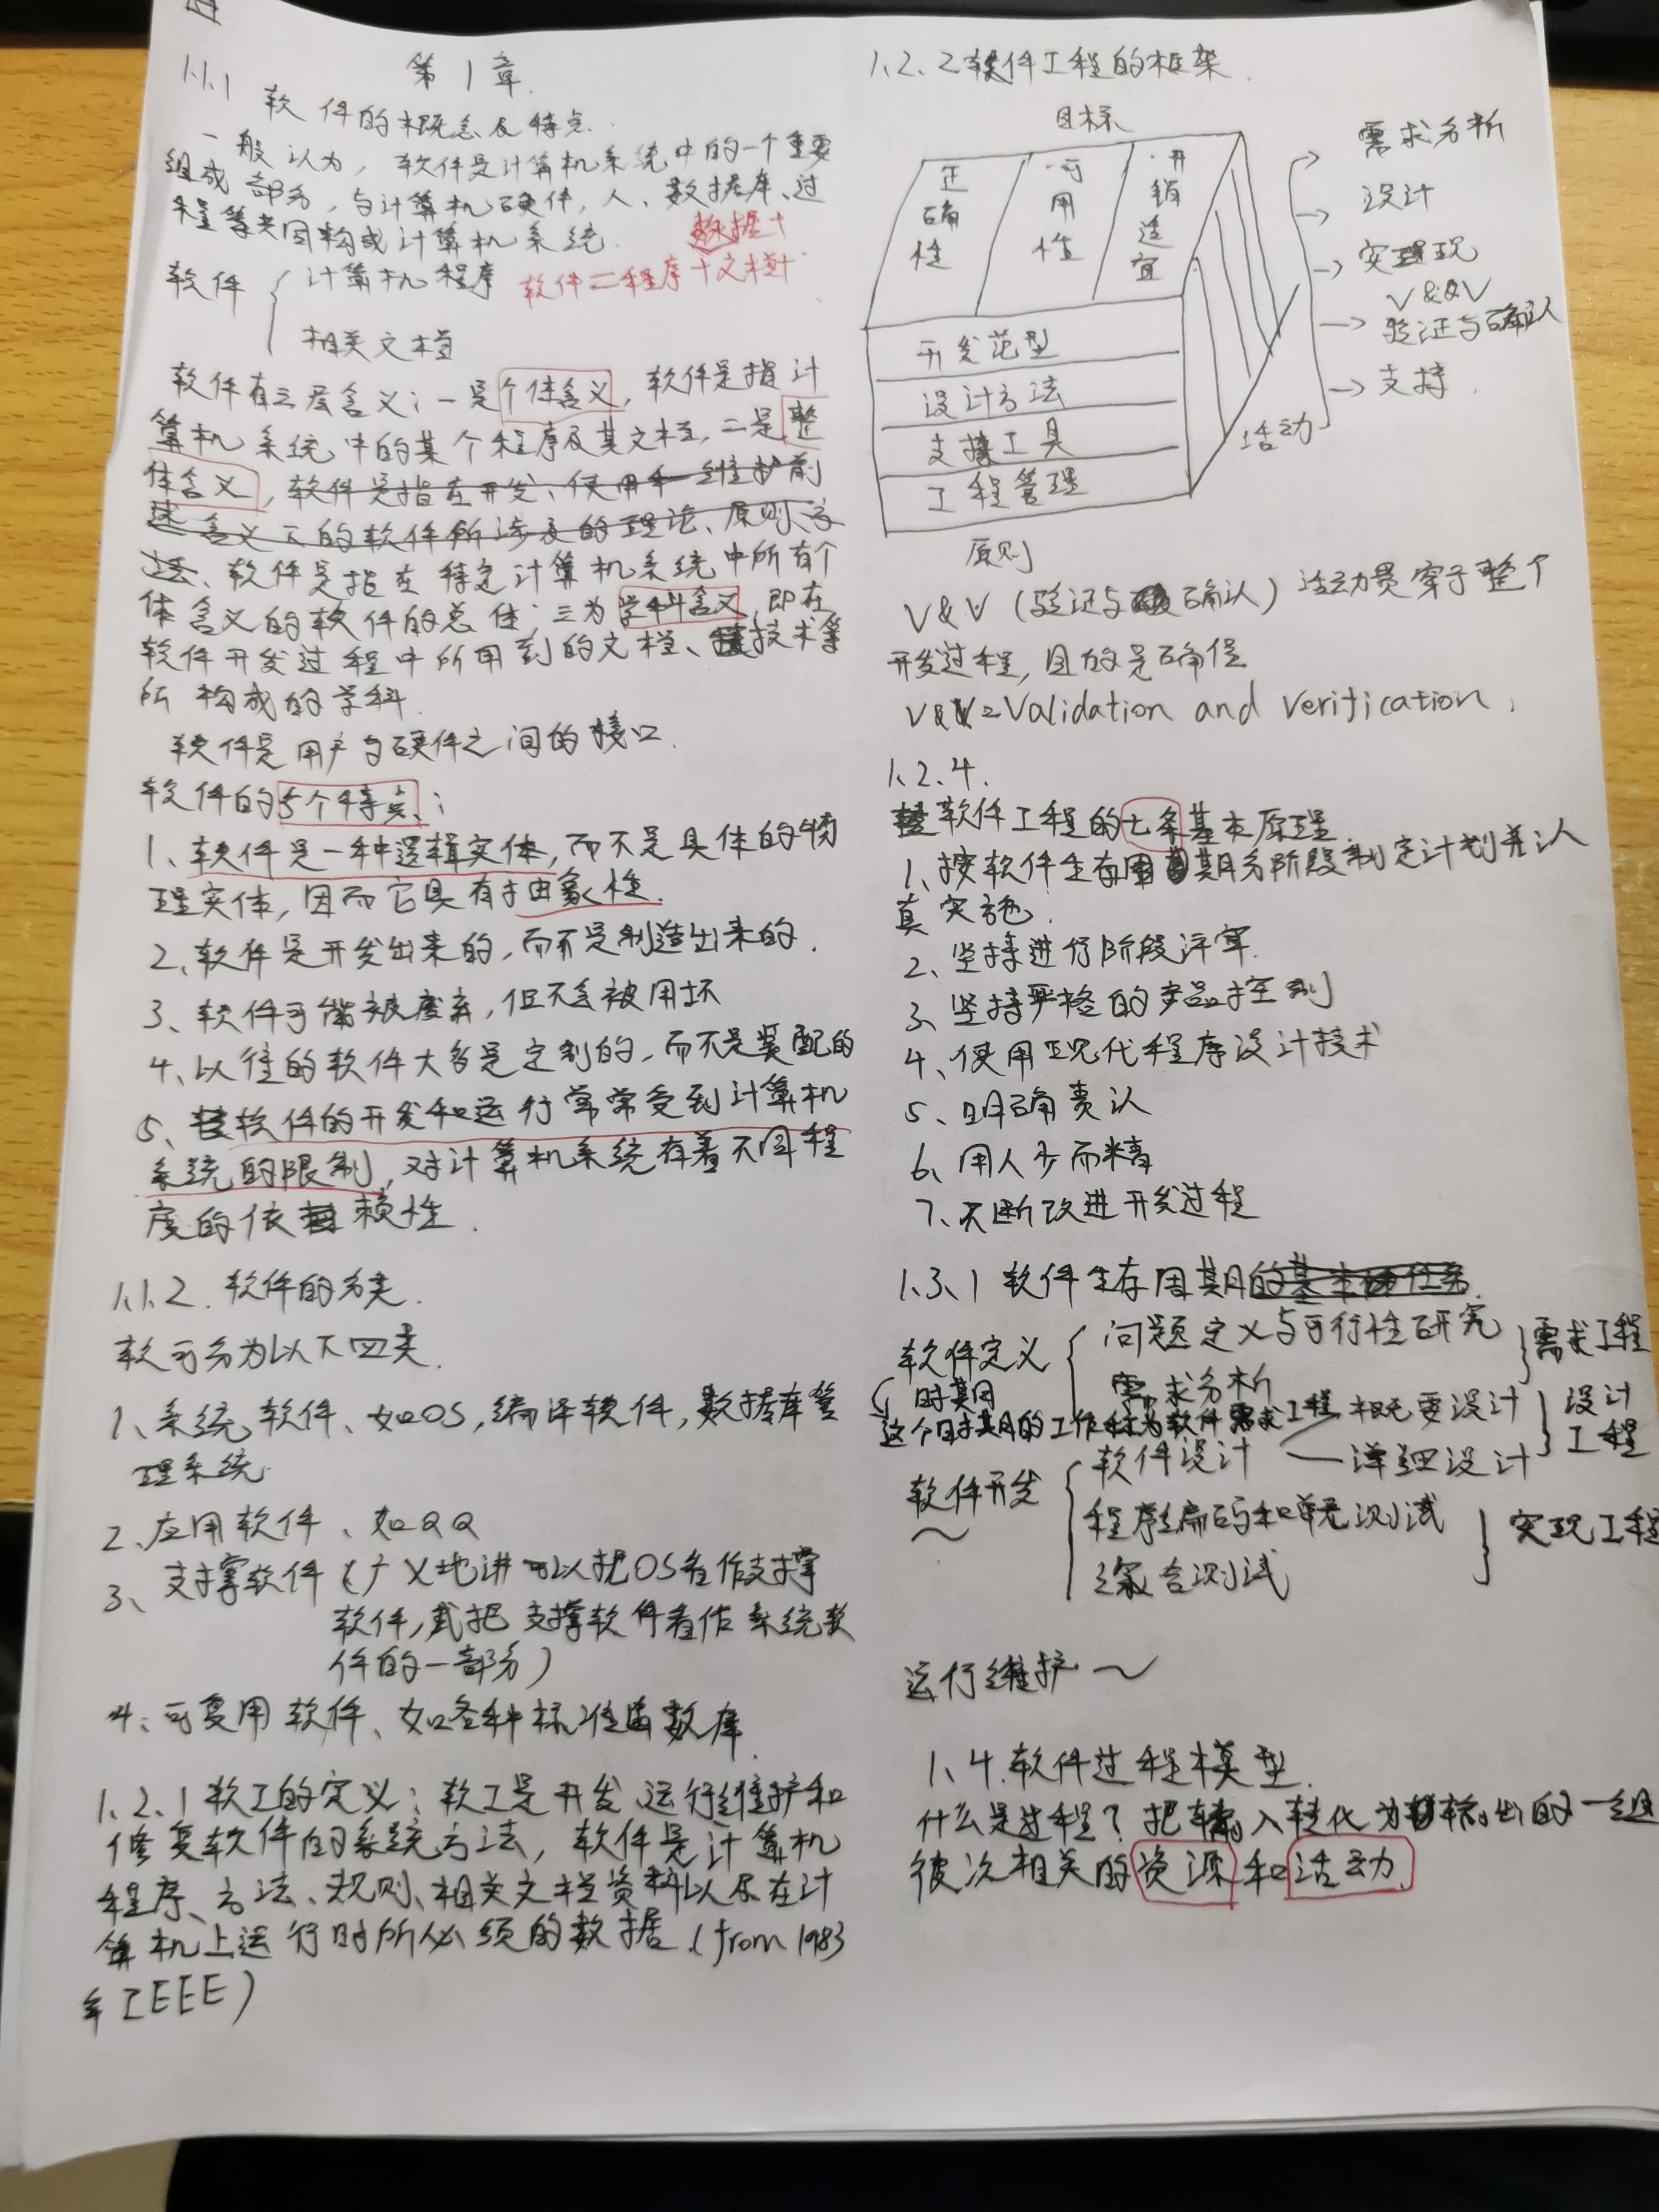 第1章
1.1.1 软件的概念及特点.
一般认为，软件是计算机系统中的一个重要
组成部分，与计算机硬件，人、数据库、过
程等共同构成计算机系统.
数据+
软件 { 计算机程序 软件=程序+文档+
相关文档
软件有三层含义；一是个体含义，软件是指计
算机系统中的某个程序及其文档，二是整
体含义，软件是指在开发、使用和维护前
述含义下的软件所涉及的理论、原则、方
法、软件是指在特定计算机系统中所有个
体含义的软件的总体；三为学科含义，即在
软件开发过程中所用到的文档、技术等
所构成的学科.
软件是用户与硬件之间的接口.
软件的5个特点：
1、软件是一种逻辑实体，而不是具体的物
理实体，因而它具有抽象性.
2、软件是开发出来的，而不是制造出来的.
3、软件可能被废弃，但不会被用坏
4、以往的软件大多是定制的，而不是装配的
5、软件的开发和运行常常受到计算机
系统的限制，对计算机系统有着不同程
度的依赖性.
1.1.2.软件的分类.
软可分为以下四类.
1、系统软件、如OS，编译软件，数据库管
理系统.
2、应用软件、如QQ
3、支撑软件(广义地讲可以把OS看作支撑
软件，或把支撑软件看作系统软
件的一部分)
4、可复用软件、如各种标准函数库.
1.2.1软工的定义：软工是开发、运行维护和
修复软件的系统方法，软件是计算机
程序、方法、规则、相关文档资料以及在计
算机上运行时所必须的数据.(from 1983
年IEEE)
1.2.2软件工程的框架.
目标
正确性 可用性 开销适宜
开发范型
设计方法
支撑工具
工程管理
原则
活动
需求分析
设计
实现
V&V
验证与确认
支持.
V&V(验证与确认)活动贯穿于整个
开发过程，目的是确保
V&V=Validation and verification.
1.2.4.
软件工程的七条基本原理
1、按软件生存周期分阶段制定计划并认
真实施.
2、坚持进行阶段评审.
3、坚持严格的产品控制
4、使用现代程序设计技术
5、明确责认
6、用人少而精
7、不断改进开发过程
1.3.1软件生存周期的基本任务.
软件定义 { 问题定义与可行性研究 } 需求工程
时期 需求分析
这个时期的工作称为软件需求工程 概要设计 } 设计
软件设计 — 详细设计 工程
软件开发 { 程序编码和单元测试 } 实现工程
～ 综合测试
运行维护～
1.4.软件过程模型.
什么是过程？把输入转化为输出的一组
彼次相关的资源和活动.